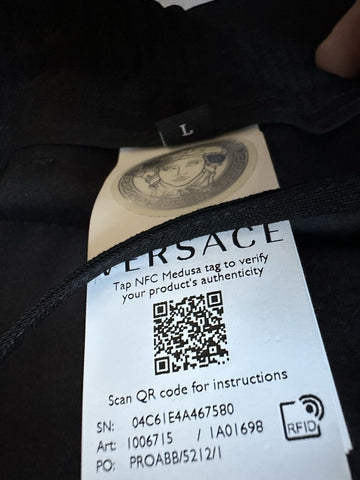 L
VERSACE
Tap NFC Medusa tag to verify
your product's authenticity
Scan QR code for instructions
SN: 04C61E4A467580
Art: 1006715 / 1A01698
PO: PROABB/5212/1
RFID